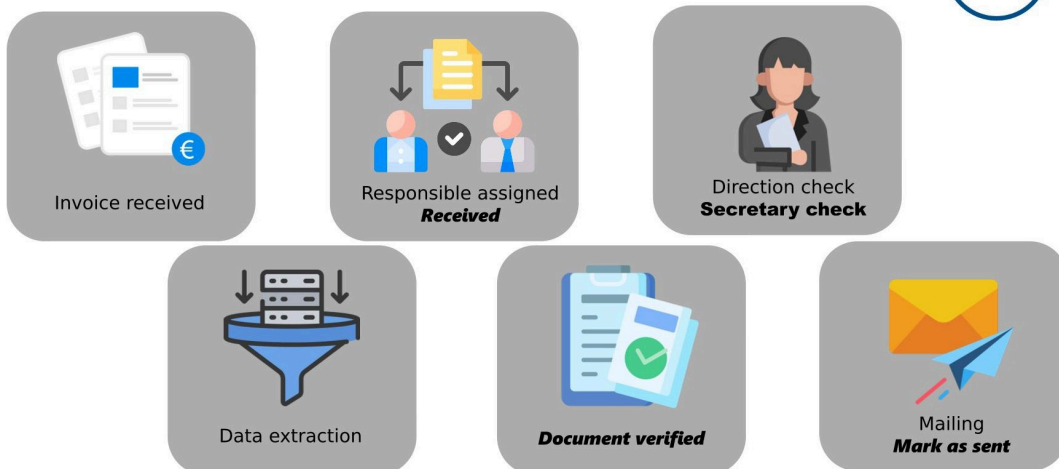 €
Invoice received
Responsible assigned
Received
Direction check
Secretary check
Data extraction
Document verified
Mailing
Mark as sent